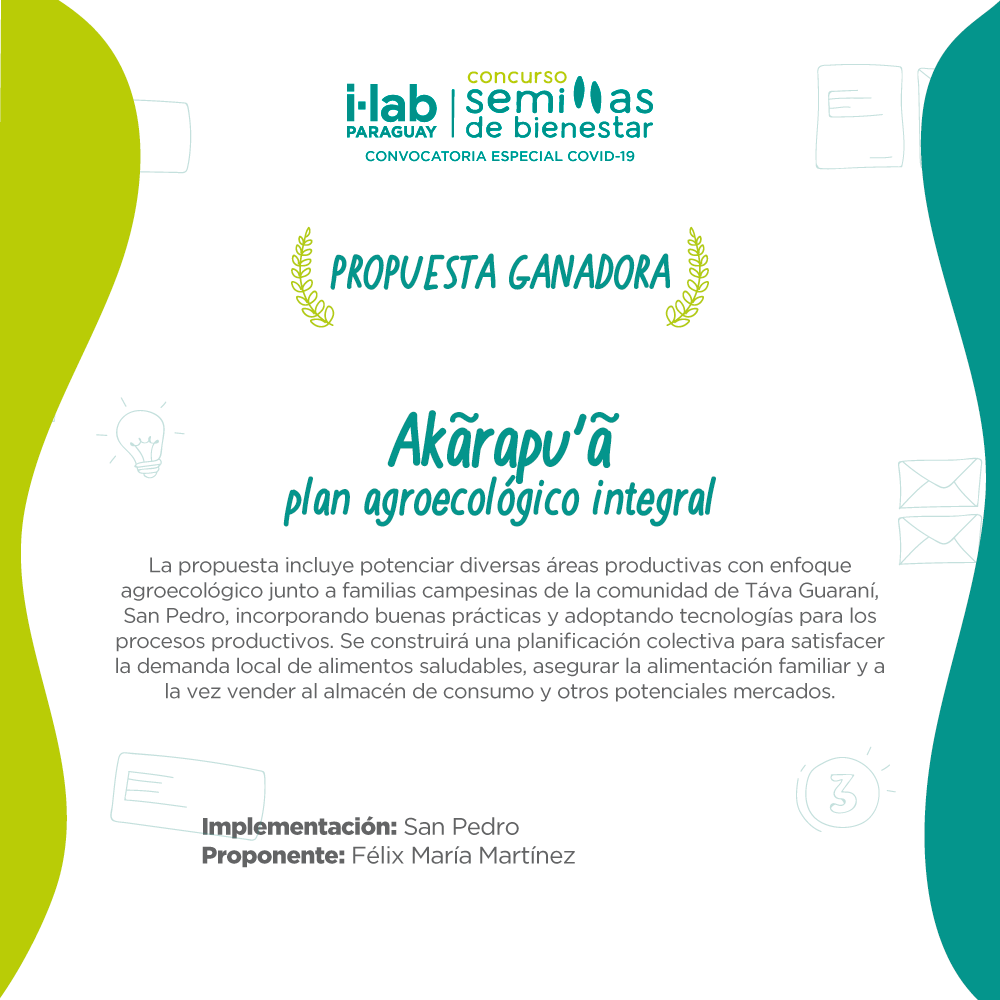 concurso
i·lab
semillas
PARAGUAY
de bienestar
CONVOCATORIA ESPECIAL COVID-19
PROPUESTA GANADORA
Akãrapu'ã
plan agroecológico integral
La propuesta incluye potenciar diversas áreas productivas con enfoque
agroecológico junto a familias campesinas de la comunidad de Táva Guaraní,
San Pedro, incorporando buenas prácticas y adoptando tecnologías para los
procesos productivos. Se construirá una planificación colectiva para satisfacer
la demanda local de alimentos saludables, asegurar la alimentación familiar y a
la vez vender al almacén de consumo y otros potenciales mercados.
3
Implementación: San Pedro
Proponente: Félix María Martínez